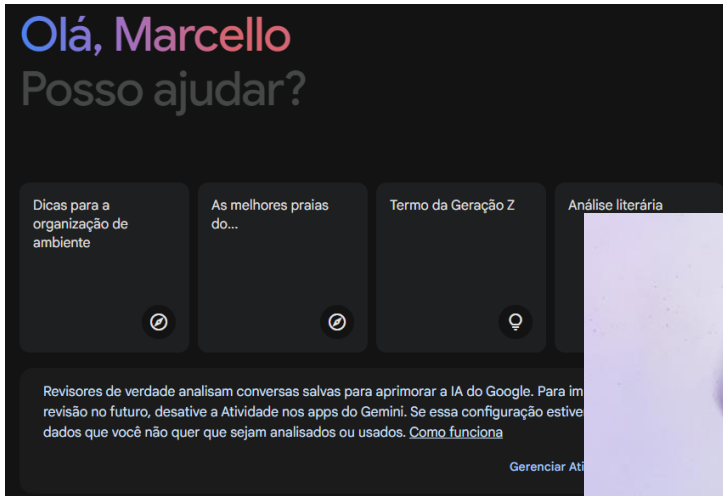 Olá, Marcello
Posso ajudar?
Dicas para a
organização de
ambiente
As melhores praias
do...
Termo da Geração Z
Análise literária
Revisores de verdade analisam conversas salvas para aprimorar a IA do Google. Para im
revisão no futuro, desative a Atividade nos apps do Gemini. Se essa configuração estive
dados que você não quer que sejam analisados ou usados. Como funciona
Gerenciar Ati